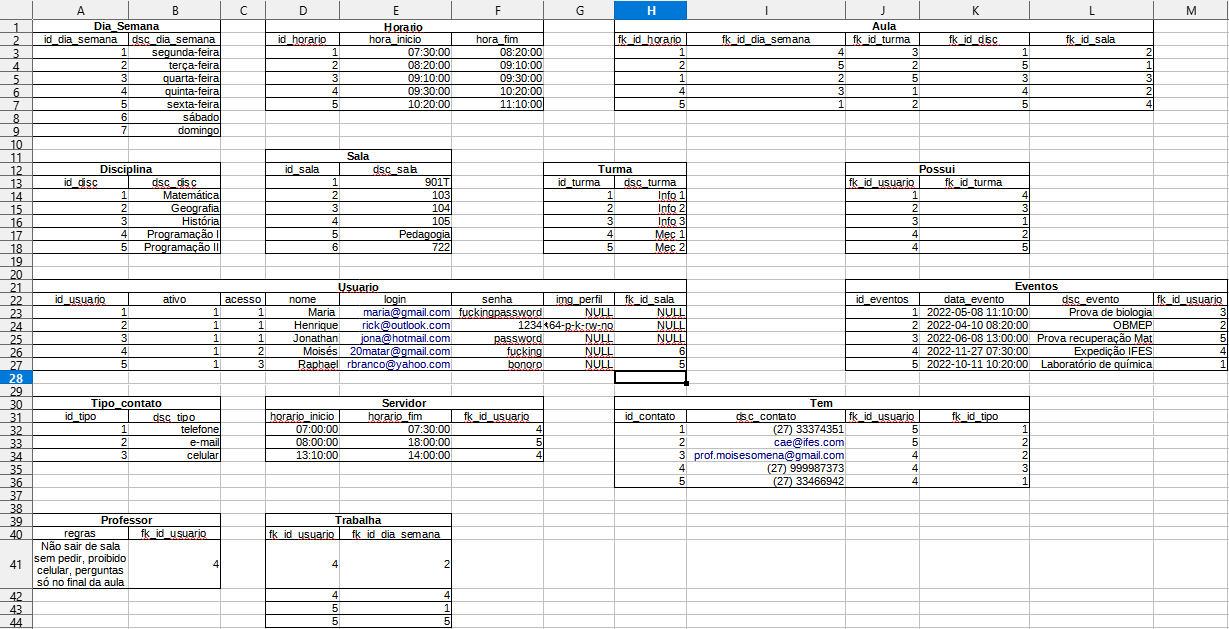 A B C D E F G H I J K L M
1 Dia_Semana Horario Aula
2 id_dia_semana dsc_dia_semana id_horario hora_inicio hora_fim fk_id_horario fk_id_dia_semana fk_id_turma fk_id_disc fk_id_sala
3 1 segunda-feira 1 07:30:00 08:20:00 1 4 3 1 2
4 2 terça-feira 2 08:20:00 09:10:00 2 5 2 5 1
5 3 quarta-feira 3 09:10:00 09:30:00 1 2 5 3 3
6 4 quinta-feira 4 09:30:00 10:20:00 4 3 1 4 2
7 5 sexta-feira 5 10:20:00 11:10:00 5 1 2 5 4
8 6 sábado
9 7 domingo
10
11 Sala
12 Disciplina id_sala dsc_sala Turma Possui
13 id_disc dsc_disc 1 901T id_turma dsc_turma fk_id_usuario fk_id_turma
14 1 Matemática 2 103 1 Info 1 1 4
15 2 Geografia 3 104 2 Info 2 2 3
16 3 História 4 105 3 Info 3 3 1
17 4 Programação I 5 Pedagogia 4 Mec 1 4 2
18 5 Programação II 6 722 5 Mec 2 4 5
19
20
21 Usuario Eventos
22 id_usuario ativo acesso nome login senha img_perfil fk_id_sala id_eventos data_evento dsc_evento fk_id_usuario
23 1 1 1 Maria maria@gmail.com fuckingpassword NULL NULL 1 2022-05-08 11:10:00 Prova de biologia 3
24 2 1 1 Henrique rick@outlook.com 1234 64-p-k-rw-no NULL 2 2022-04-10 08:20:00 OBMEP 2
25 3 1 1 Jonathan jona@hotmail.com password NULL NULL 3 2022-06-08 13:00:00 Prova recuperação Mat 5
26 4 1 2 Moisés 20matar@gmail.com fucking NULL 6 4 2022-11-27 07:30:00 Expedição IFES 4
27 5 1 3 Raphael rbranco@yahoo.com bonoro NULL 5 5 2022-10-11 10:20:00 Laboratório de química 1
28
29
30 Tipo_contato Servidor Tem
31 id_tipo dsc_tipo horario_inicio horario_fim fk_id_usuario id_contato dsc_contato fk_id_usuario fk_id_tipo
32 1 telefone 07:00:00 07:30:00 4 1 (27) 33374351 5 1
33 2 e-mail 08:00:00 18:00:00 5 2 cae@ifes.com 5 2
34 3 celular 13:10:00 14:00:00 4 3 prof.moisesomena@gmail.com 4 2
35 4 (27) 999987373 4 3
36 5 (27) 33466942 4 1
37
38
39 Professor Trabalha
40 regras fk_id_usuario fk_id_usuario fk_id_dia_semana
Não sair de sala
sem pedir, proibido
41 4 4 2
celular, perguntas
só no final da aula
42 4 4
43 5 1
44 5 5